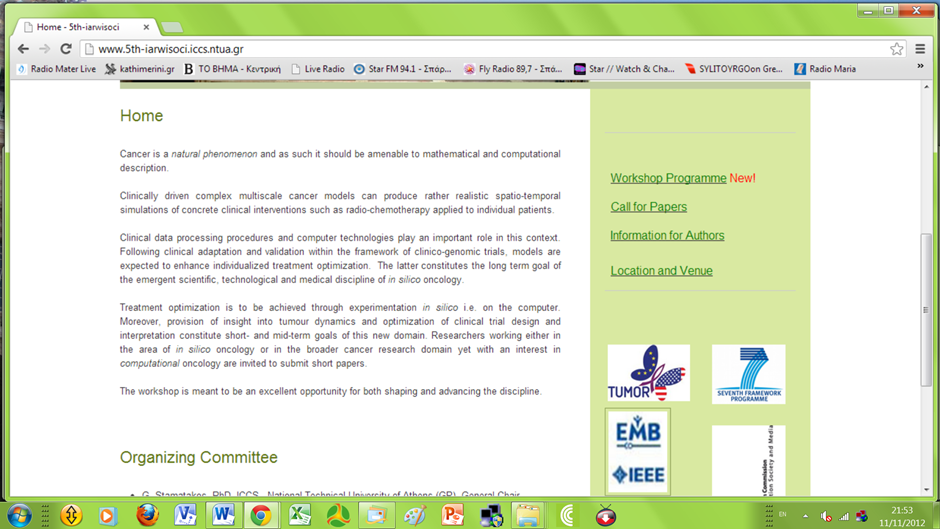 Home - 5th-iarwisoci
www.5th-iarwisoci.iccs.ntua.gr
Radio Mater Live
kathimerini.gr
ΤΟ ΒΗΜΑ - Κεντρική
Live Radio
Star FM 94.1 - Σπάρ...
Fly Radio 89,7 - Σπά...
Star // Watch & Cha...
SYLITOYRGOon Gre...
Radio Maria
»
Home
Cancer is a natural phenomenon and as such it should be amenable to mathematical and computational
description.
Clinically driven complex multiscale cancer models can produce rather realistic spatio-temporal
simulations of concrete clinical interventions such as radio-chemotherapy applied to individual patients.
Clinical data processing procedures and computer technologies play an important role in this context.
Following clinical adaptation and validation within the framework of clinico-genomic trials, models are
expected to enhance individualized treatment optimization. The latter constitutes the long term goal of
the emergent scientific, technological and medical discipline of in silico oncology.
Treatment optimization is to be achieved through experimentation in silico i.e. on the computer.
Moreover, provision of insight into tumour dynamics and optimization of clinical trial design and
interpretation constitute short- and mid-term goals of this new domain. Researchers working either in
the area of in silico oncology or in the broader cancer research domain yet with an interest in
computational oncology are invited to submit short papers.
The workshop is meant to be an excellent opportunity for both shaping and advancing the discipline.
Organizing Committee
G. Stamatakos, PhD, ICCS - National Technical University of Athens (GR), General Chair
Workshop Programme New!
Call for Papers
Information for Authors
Location and Venue
TUMOR
7
SEVENTH FRAMEWORK
PROGRAMME
EMB
IEEE
Commission
tion Society and Media
EN
21:53
11/11/2012